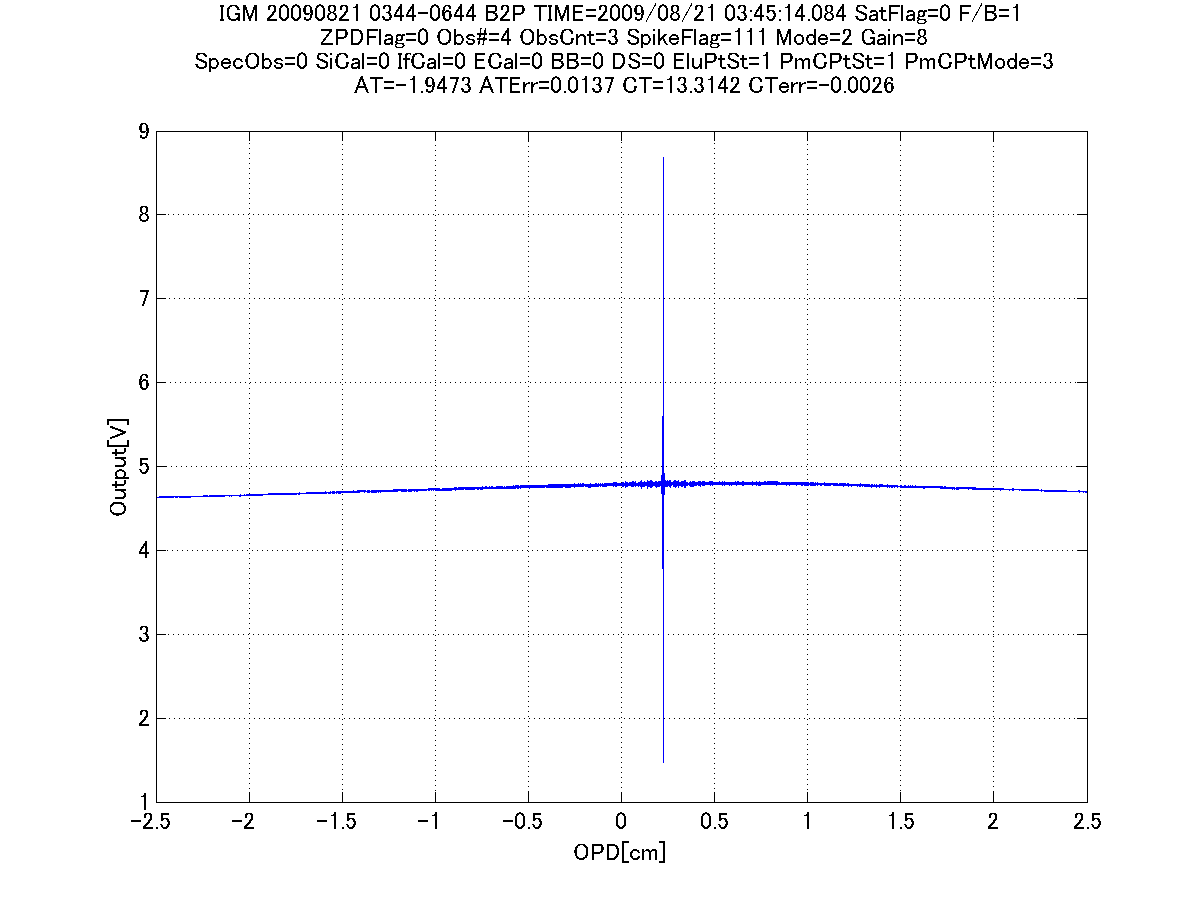 IGM 20090821 0344-0644 B2P TIME=2009/08/21 03:45:14.084 SatFlag=0 F/B=1
ZPDFlag=0 Obs#=4 ObsCnt=3 SpikeFlag=111 Mode=2 Gain=8
SpecObs=0 SiCal=0 IfCal=0 ECal=0 BB=0 DS=0 EluPtSt=1 PmCPtSt=1 PmCPtMode=3
AT=-1.9473 ATErr=0.0137 CT=13.3142 CTerr=-0.0026
9
8
7
6
5
4
3
2
1
Output[V]
-2.5 -2 -1.5 -1 -0.5 0 0.5 1 1.5 2 2.5
OPD[cm]